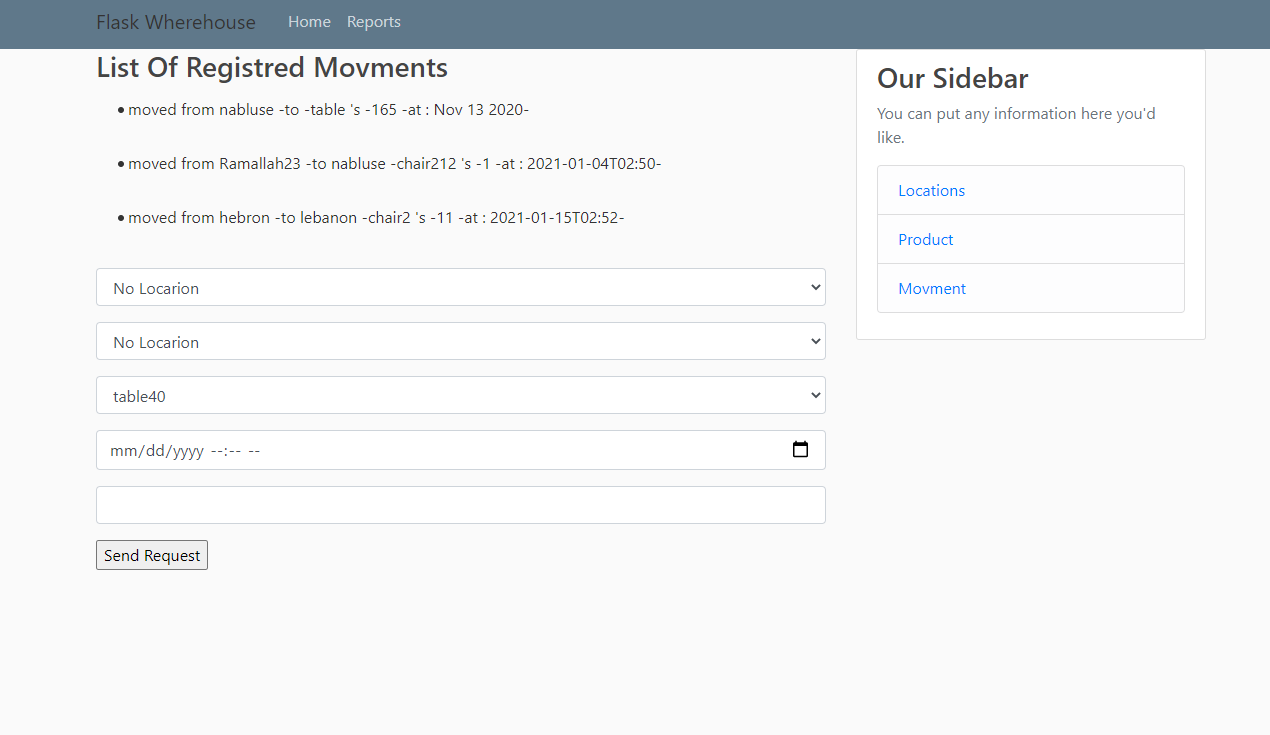 Flask Wherehouse Home Reports
List Of Registred Movments
• moved from nabluse -to -table 's -165 -at : Nov 13 2020-
• moved from Ramallah23 -to nabluse -chair212 's -1 -at : 2021-01-04T02:50-
• moved from hebron -to lebanon -chair2 's -11 -at : 2021-01-15T02:52-
No Locarion
No Locarion
table40
mm/dd/yyyy --:-- --
Send Request
Our Sidebar
You can put any information here you'd
like.
Locations
Product
Movment